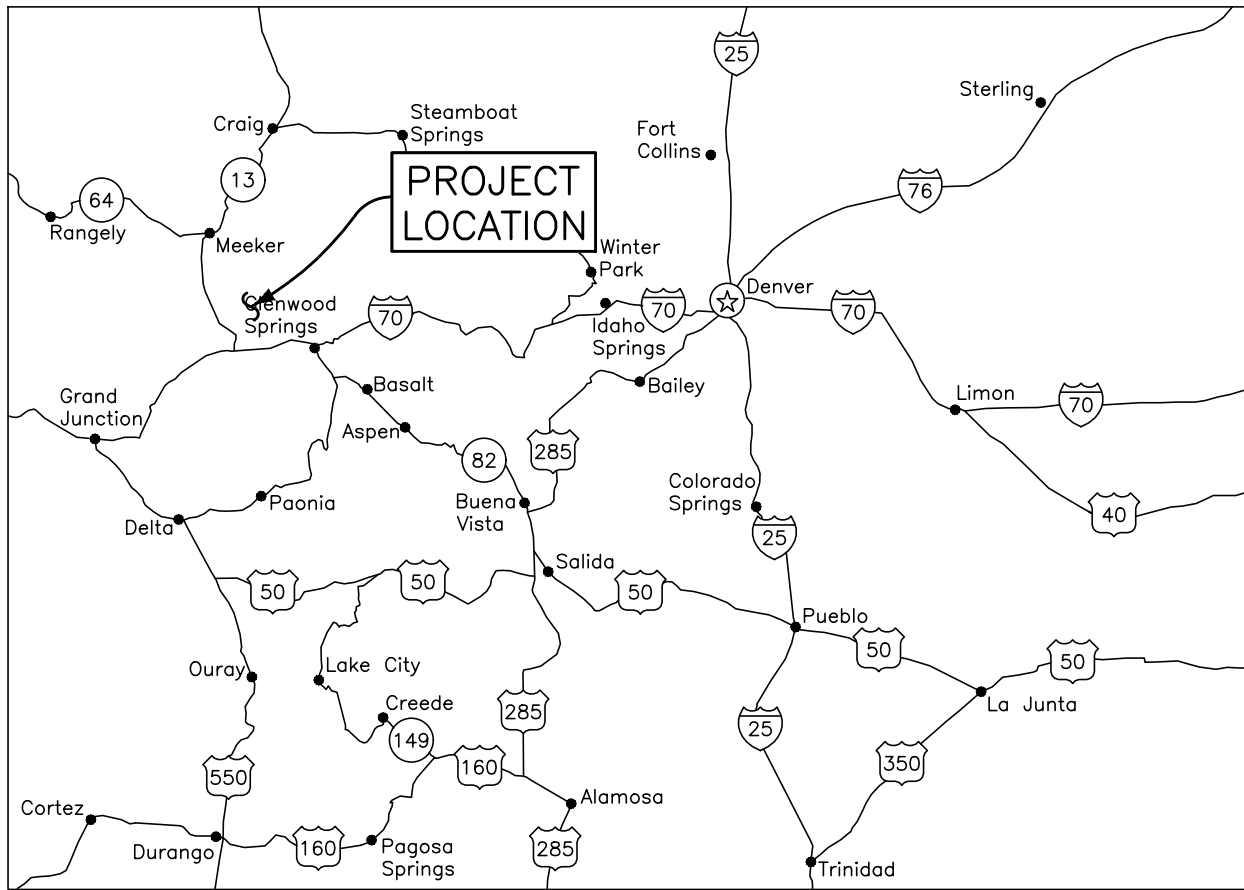 25
Sterling
Steamboat
Springs
Craig
Fort
Collins
13
76
64
PROJECT
LOCATION
Rangely
Meeker
Winter
Park
Denver
Glenwood
Springs
70
70
70
Idaho
Springs
Basalt
Bailey
Limon
70
Grand
Junction
Aspen
285
82
Colorado
Springs
Paonia
Buena
Vista
40
Delta
25
Salida
50
50
50
Pueblo
50
50
Ouray
Lake City
Creede
La Junta
285
25
149
350
160
550
Alamosa
Cortez
Durango
160
Pagosa
Springs
285
Trinidad